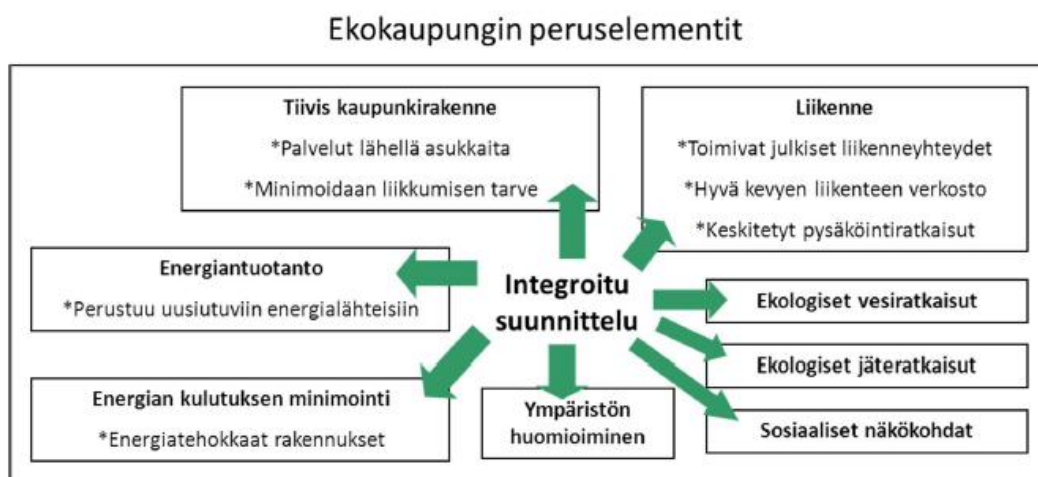 Ekokaupungin peruselementit
Tiivis kaupunkirakenne
*Palvelut lähellä asukkaita
*Minimoidaan liikkumisen tarve
Liikenne
*Toimivat julkiset liikenneyhteydet
*Hyvä kevyen liikenteen verkosto
*Keskitetyt pysäköintiratkaisut
Energiantuotanto
*Perustuu uusiutuviin energialähteisiin
Integroitu
suunnittelu
Ekologiset vesiratkaisut
Ekologiset jäteratkaisut
Energian kulutuksen minimointi
*Energiatehokkaat rakennukset
Ympäristön
huomioiminen
Sosiaaliset näkökohdat